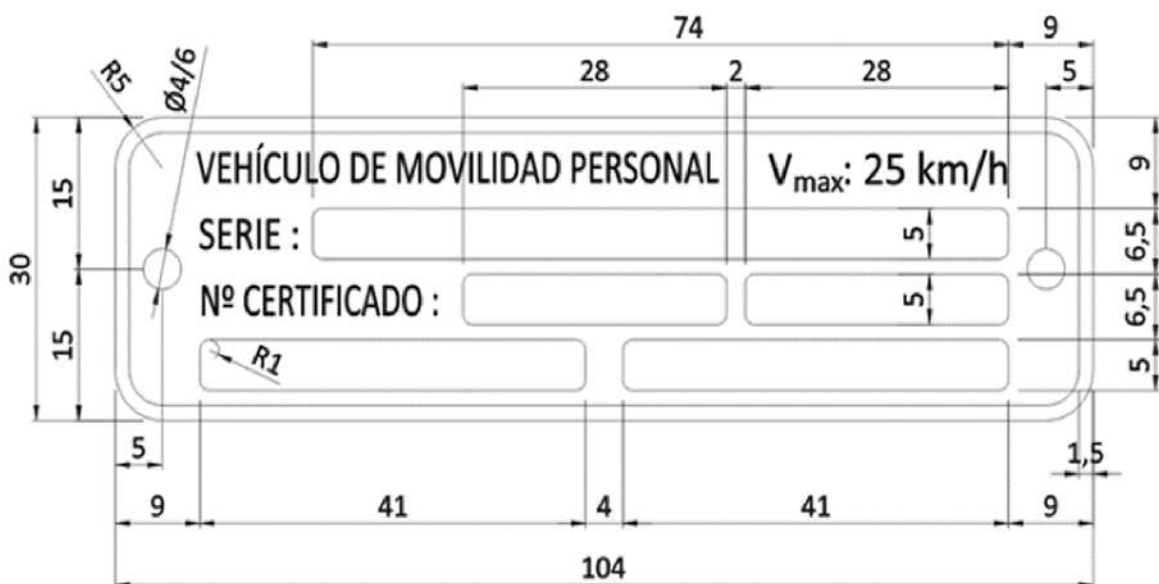 74 9
28 2 28 5
R5 Ø4/6
VEHÍCULO DE MOVILIDAD PERSONAL Vmax: 25 km/h
15 9
SERIE : 5 6,5
30
Nº CERTIFICADO : 5 6,5
15 R1 5
5 1,5
9 41 4 41 9
104